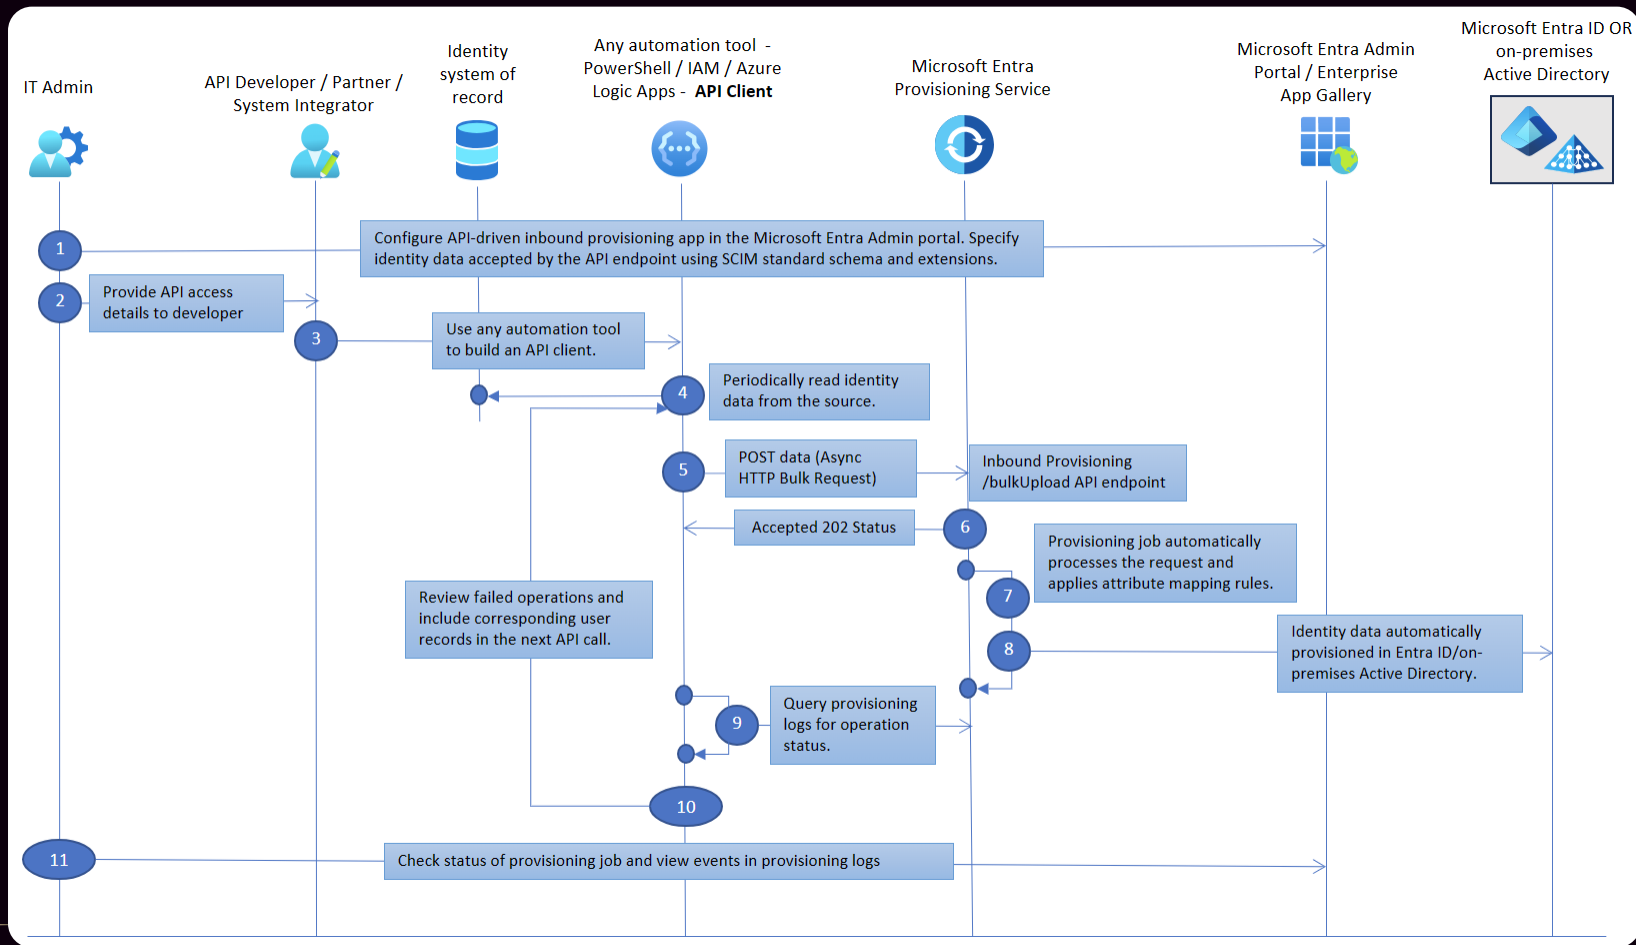 IT Admin
API Developer / Partner /
System Integrator
Identity
system of
record
Any automation tool  -
PowerShell / IAM / Azure
Logic Apps -  API Client
Microsoft Entra
Provisioning Service
Microsoft Entra Admin
Portal / Enterprise
App Gallery
Microsoft Entra ID OR
on-premises
Active Directory
1
Configure API-driven inbound provisioning app in the Microsoft Entra Admin portal. Specify
identity data accepted by the API endpoint using SCIM standard schema and extensions.
2
Provide API access
details to developer
3
Use any automation tool
to build an API client.
4
Periodically read identity
data from the source.
5
POST data (Async
HTTP Bulk Request)
Inbound Provisioning
/bulkUpload API endpoint
Accepted 202 Status
6
Provisioning job automatically
processes the request and
applies attribute mapping rules.
7
Review failed operations and
include corresponding user
records in the next API call.
8
Identity data automatically
provisioned in Entra ID/on-
premises Active Directory.
9
Query provisioning
logs for operation
status.
10
11
Check status of provisioning job and view events in provisioning logs